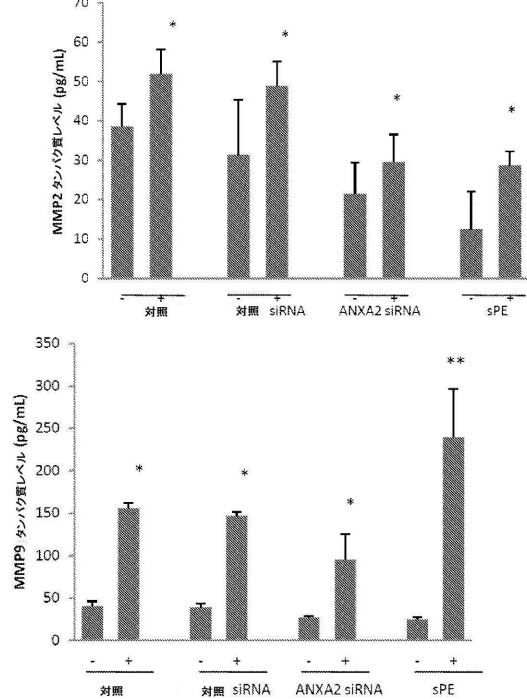 MMP2 タンパク質レベル (pg/mL)
70
60
50
40
30
20
10
0
* * * *
- + - + - + - +
対照 対照 siRNA ANXA2 siRNA sPE
MMP9 タンパク質レベル (pg/mL)
350
300
250
200
150
100
50
0
* * * **
- + - + - + - +
対照 対照 siRNA ANXA2 siRNA sPE